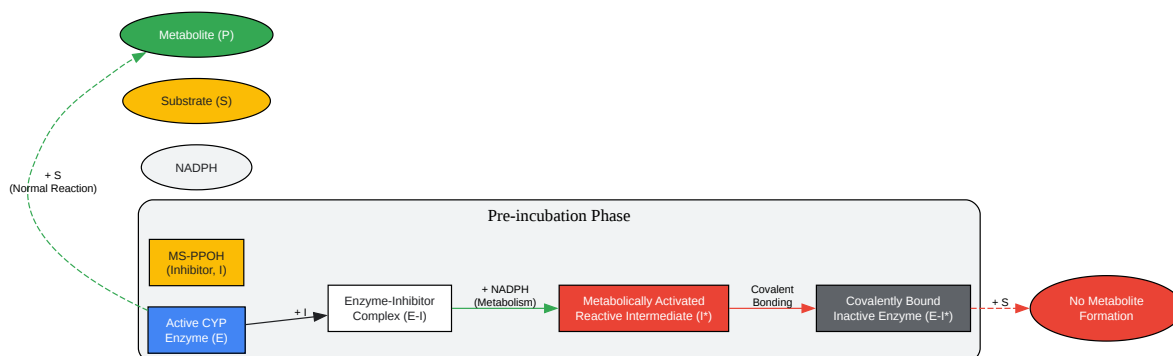 Metabolite (P)
Substrate (S)
+ S
(Normal Reaction)
NADPH
Pre-incubation Phase
MS-PPOH
(Inhibitor, I)
Active CYP
Enzyme (E)
+ I
Enzyme-Inhibitor
Complex (E-I)
+ NADPH
(Metabolism)
Metabolically Activated
Reactive Intermediate (I*)
Covalent
Bonding
Covalently Bound
Inactive Enzyme (E-I*)
+ S
No Metabolite
Formation